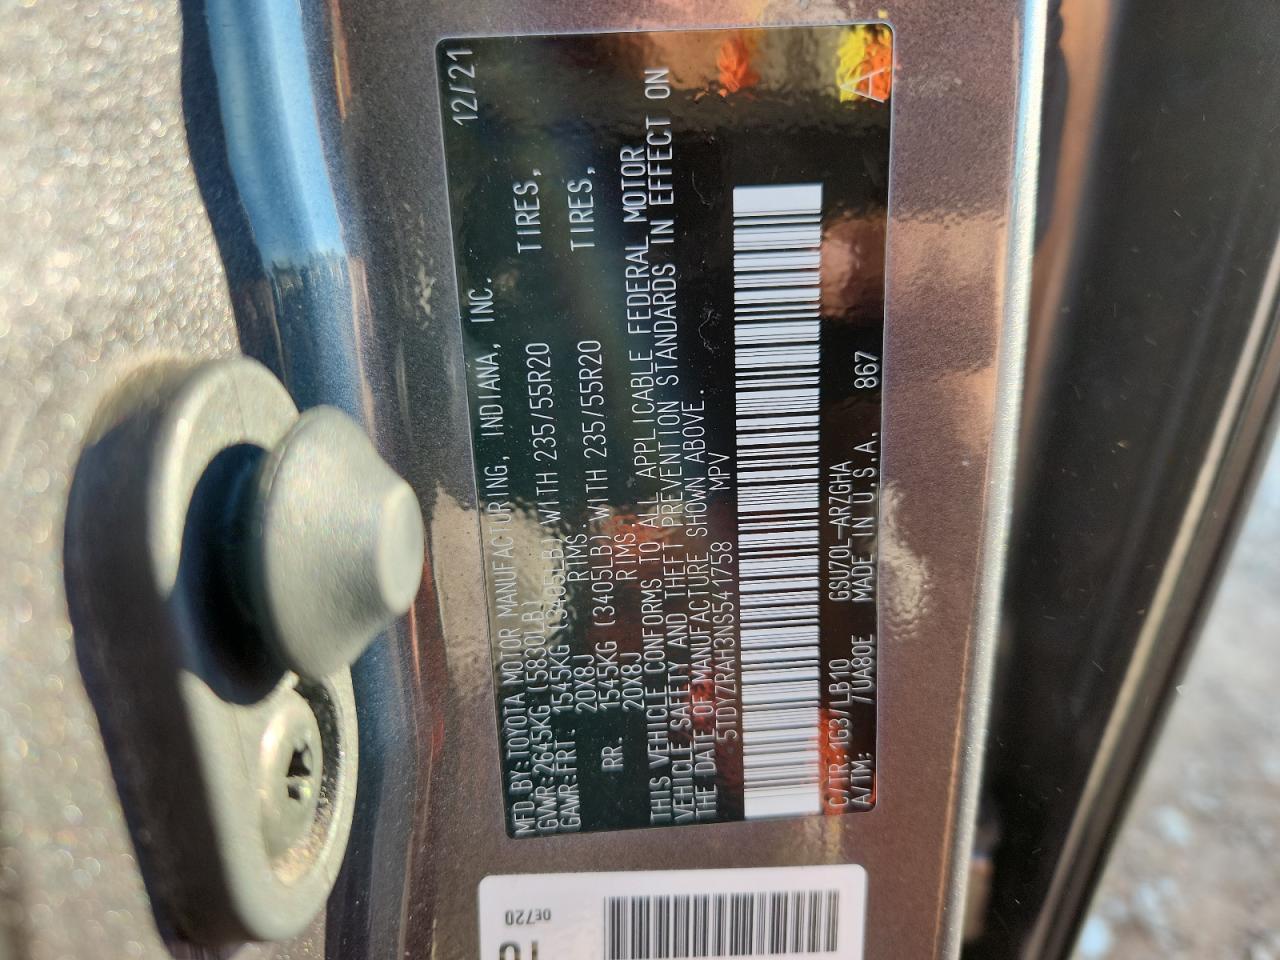 MFD.BY:TOYOTA MOTOR MANUFACTURING, INDIANA, INC. 12/21
GVWR:2645KG (5830LB)
GAWR:FRT. 1545KG (3405LB) WITH 235/55R20 TIRES,
20X8J RIMS.
RR. 1545KG (3405LB) WITH 235/55R20 TIRES,
20X8J RIMS.
THIS VEHICLE CONFORMS TO ALL APPLICABLE FEDERAL MOTOR
VEHICLE SAFETY AND THEFT PREVENTION STANDARDS IN EFFECT ON
THE DATE OF MANUFACTURE SHOWN ABOVE.
5TDYZRAH3NS541758 MPV
C/TR:1G3/LB10 GSU70L-ARZGHA
A/TM: 7UA80E MADE IN U.S.A. 867
A
0E720